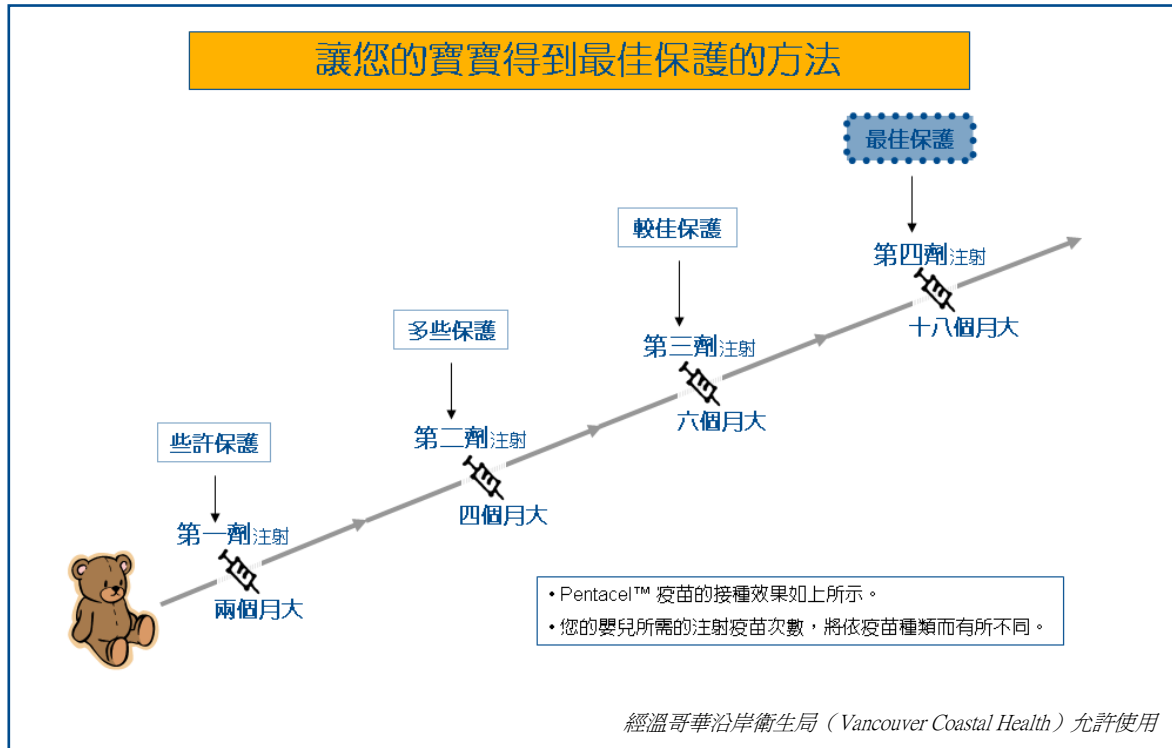 讓您的寶寶得到最佳保護的方法
最佳保護
較佳保護
第四劑注射
十八個月大
多些保護
第三劑注射
六個月大
些許保護
第二劑注射
四個月大
第一劑注射
兩個月大
• Pentacel™ 疫苗的接種效果如上所示。
• 您的嬰兒所需的注射疫苗次數，將依疫苗種類而有所不同。
經溫哥華沿岸衛生局（Vancouver Coastal Health）允許使用